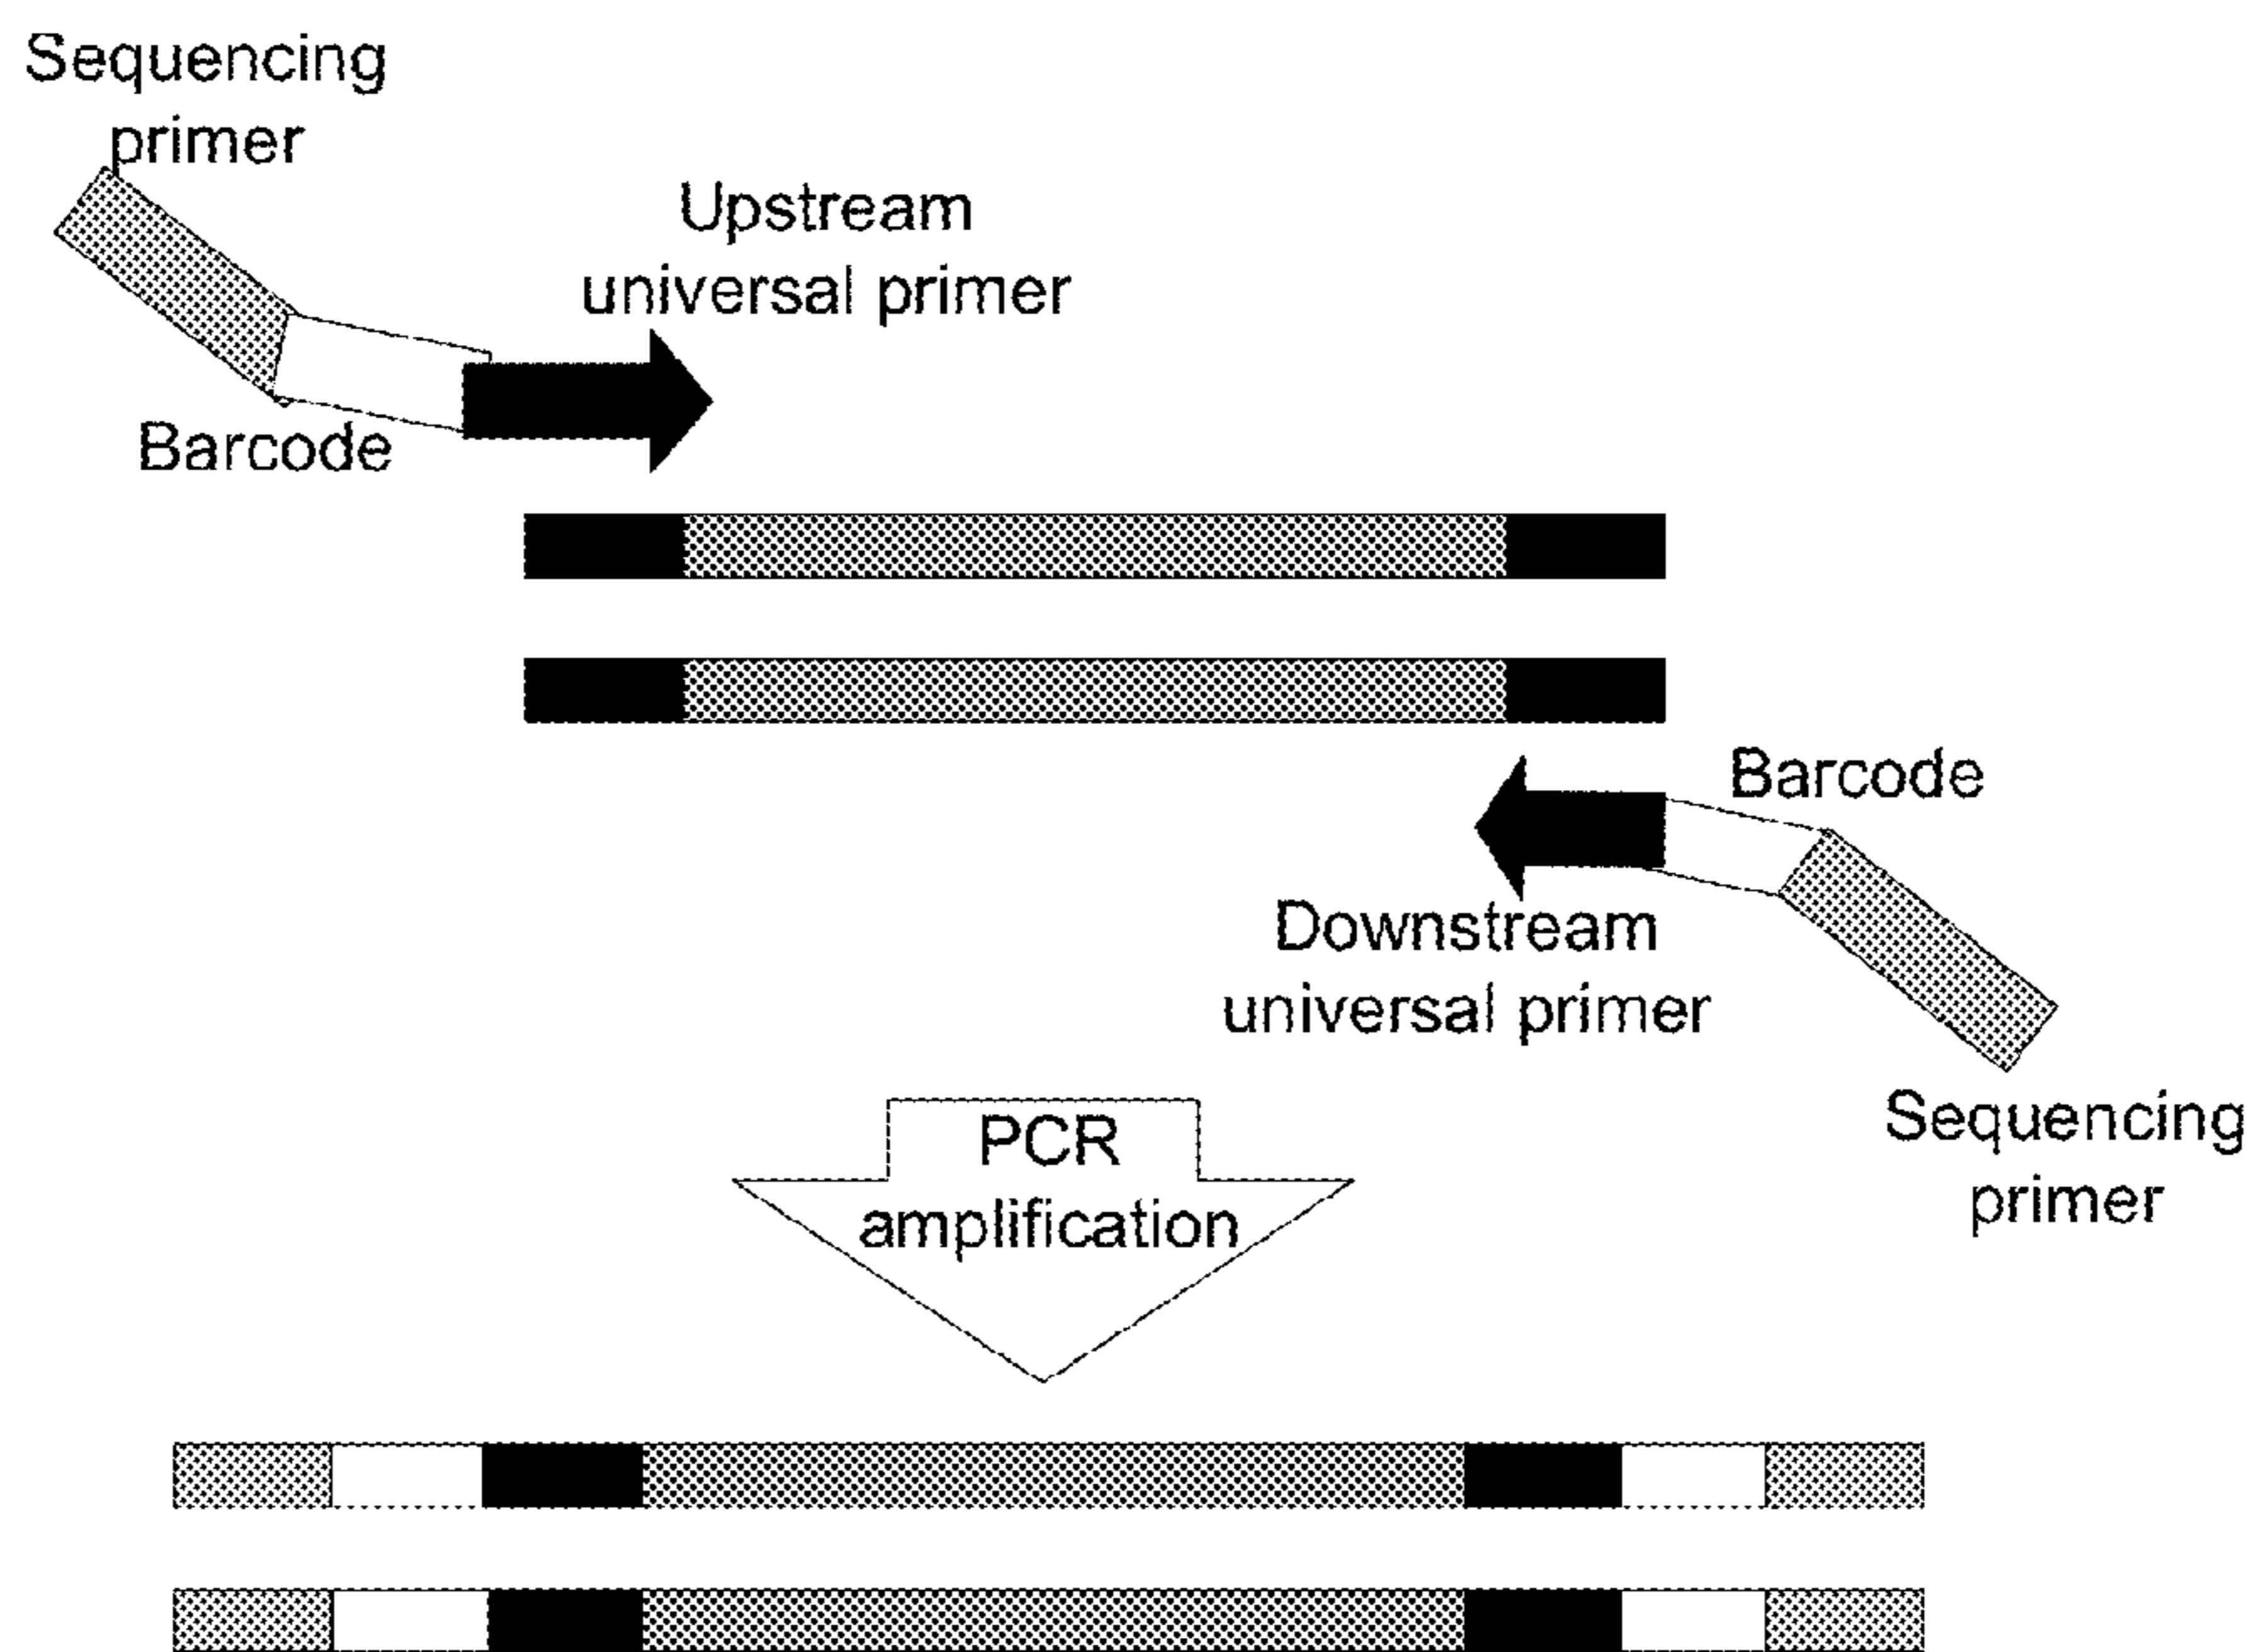 Sequencing
primer
Upstream
universal primer
Barcode
Barcode
Downstream
universal primer
Sequencing
primer
PCR
amplification